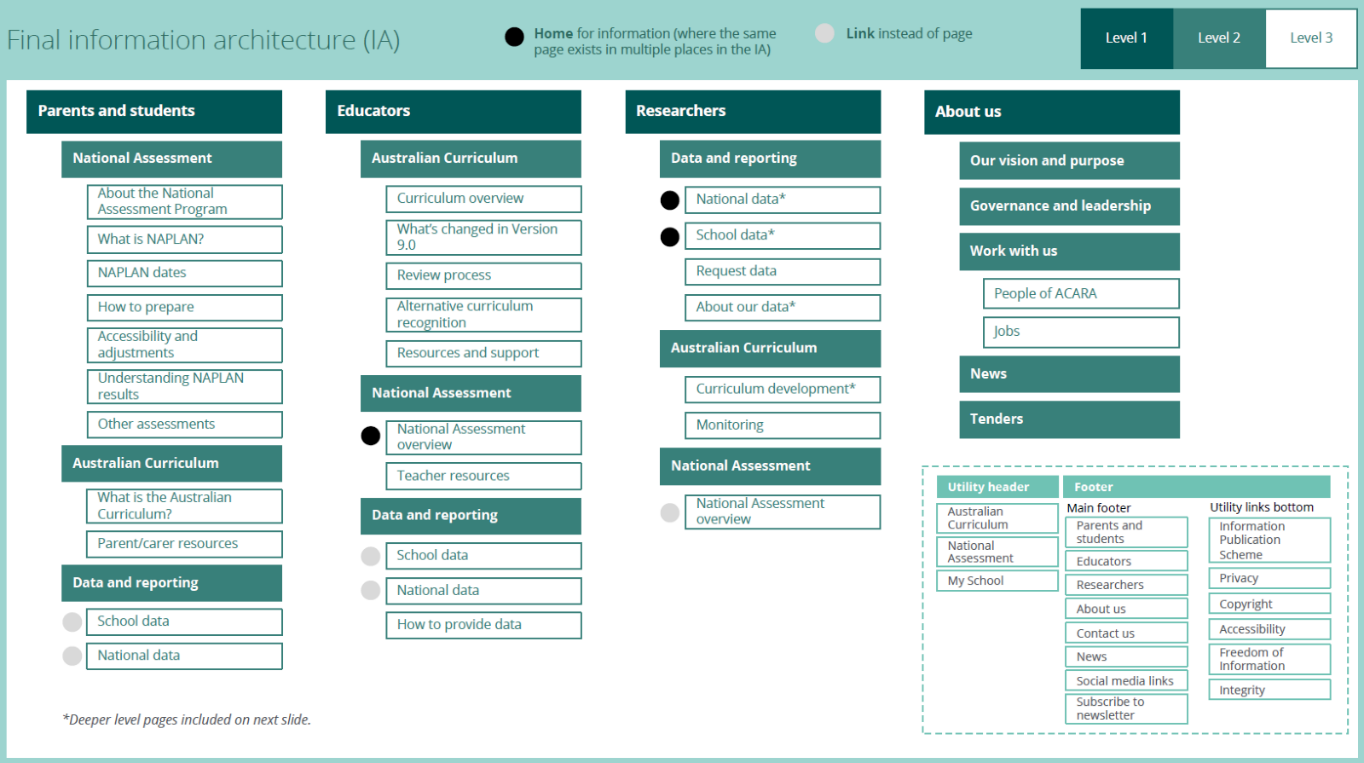 Final information architecture (IA)
Home for information (where the same
page exists in multiple places in the IA)
Link instead of page
Level 1
Level 2
Level 3
Parents and students
National Assessment
About the National
Assessment Program
What is NAPLAN?
NAPLAN dates
How to prepare
Accessibility and
adjustments
Understanding NAPLAN
results
Other assessments
Australian Curriculum
What is the Australian
Curriculum?
Parent/carer resources
Data and reporting
School data
National data
Educators
Australian Curriculum
Curriculum overview
What's changed in Version
9.0
Review process
Alternative curriculum
recognition
Resources and support
National Assessment
National Assessment
overview
Teacher resources
Data and reporting
School data
National data
How to provide data
Researchers
Data and reporting
National data*
School data*
Request data
About our data*
Australian Curriculum
Curriculum development*
Monitoring
National Assessment
National Assessment
overview
About us
Our vision and purpose
Governance and leadership
Work with us
People of ACARA
Jobs
News
Tenders
Utility header
Australian
Curriculum
National
Assessment
My School
Footer
Main footer
Parents and
students
Educators
Researchers
About us
Contact us
News
Social media links
Subscribe to
newsletter
Utility links bottom
Information
Publication
Scheme
Privacy
Copyright
Accessibility
Freedom of
Information
Integrity
*Deeper level pages included on next slide.